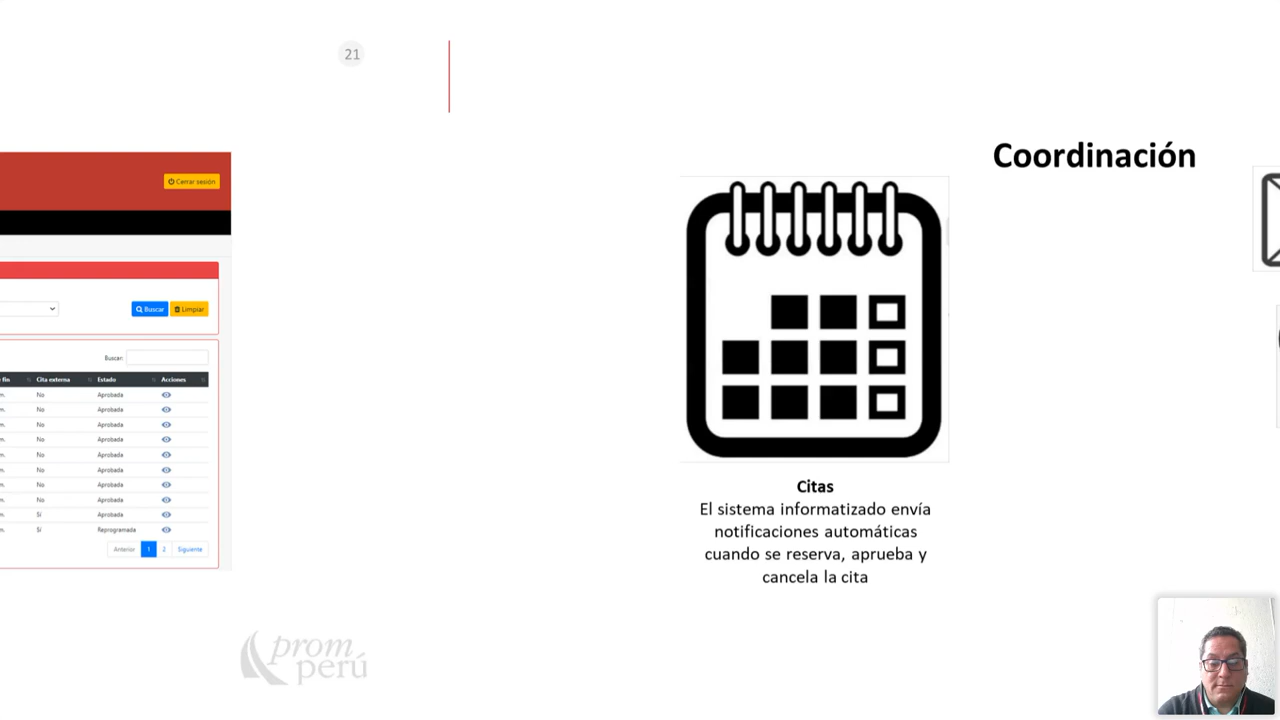 21
Cerrar sesión
Buscar
Limpiar
Buscar:
fin
Cita externa
Estado
Acciones
m.
No
Aprobada
m.
No
Aprobada
m.
No
Aprobada
m.
No
Aprobada
m.
No
Aprobada
m.
No
Aprobada
m.
No
Aprobada
m.
No
Aprobada
m.
Sí
Aprobada
m.
Sí
Reprogramada
Anterior
1
2
Siguiente
prom
perú
Coordinación
Citas
El sistema informatizado envía
notificaciones automáticas
cuando se reserva, aprueba y
cancela la cita